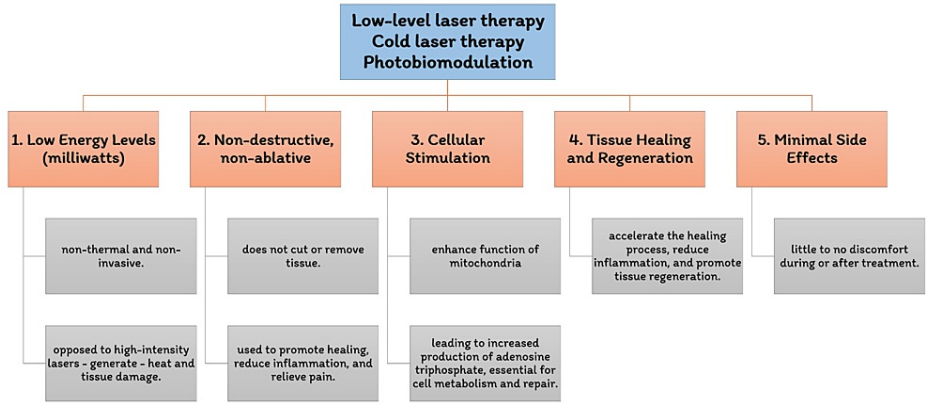 Low-level laser therapy
Cold laser therapy
Photobiomodulation
1. Low Energy Levels
(milliwatts)
non-thermal and non-
invasive.
opposed to high-intensity
lasers - generate - heat and
tissue damage.
2. Non-destructive,
non-ablative
does not cut or remove
tissue.
used to promote healing,
reduce inflammation, and
relieve pain.
3. Cellular
Stimulation
enhance function of
mitochondria
leading to increased
production of adenosine
triphosphate, essential for
cell metabolism and repair.
4. Tissue Healing
and Regeneration
accelerate the healing
process, reduce
inflammation, and promote
tissue regeneration.
5. Minimal Side
Effects
little to no discomfort
during or after treatment.